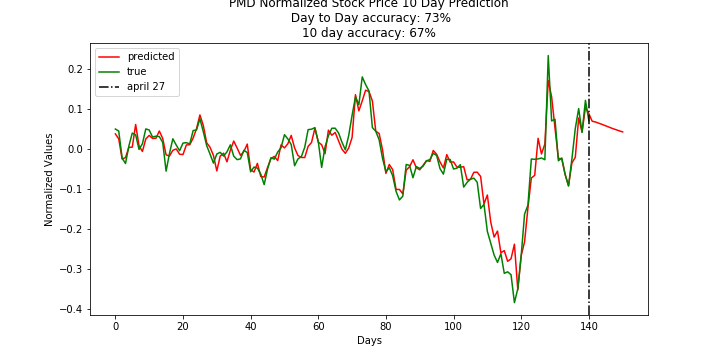 PMD Normalized Stock Price 10 Day Prediction
Day to Day accuracy: 73%
10 day accuracy: 67%
predicted
true
april 27
Normalized Values
0.2
0.1
0.0
−0.1
−0.2
−0.3
−0.4
0 20 40 60 80 100 120 140
Days